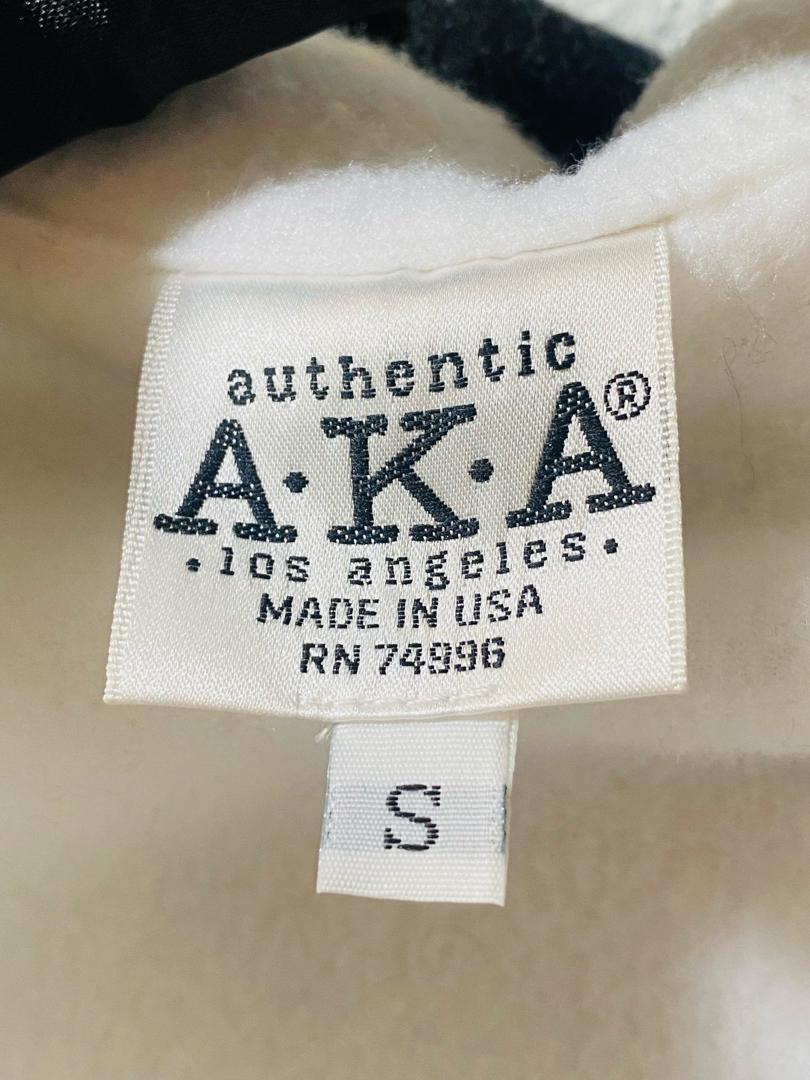 authentic
A·K·A®
·los angeles·
MADE IN USA
RN 74996
S